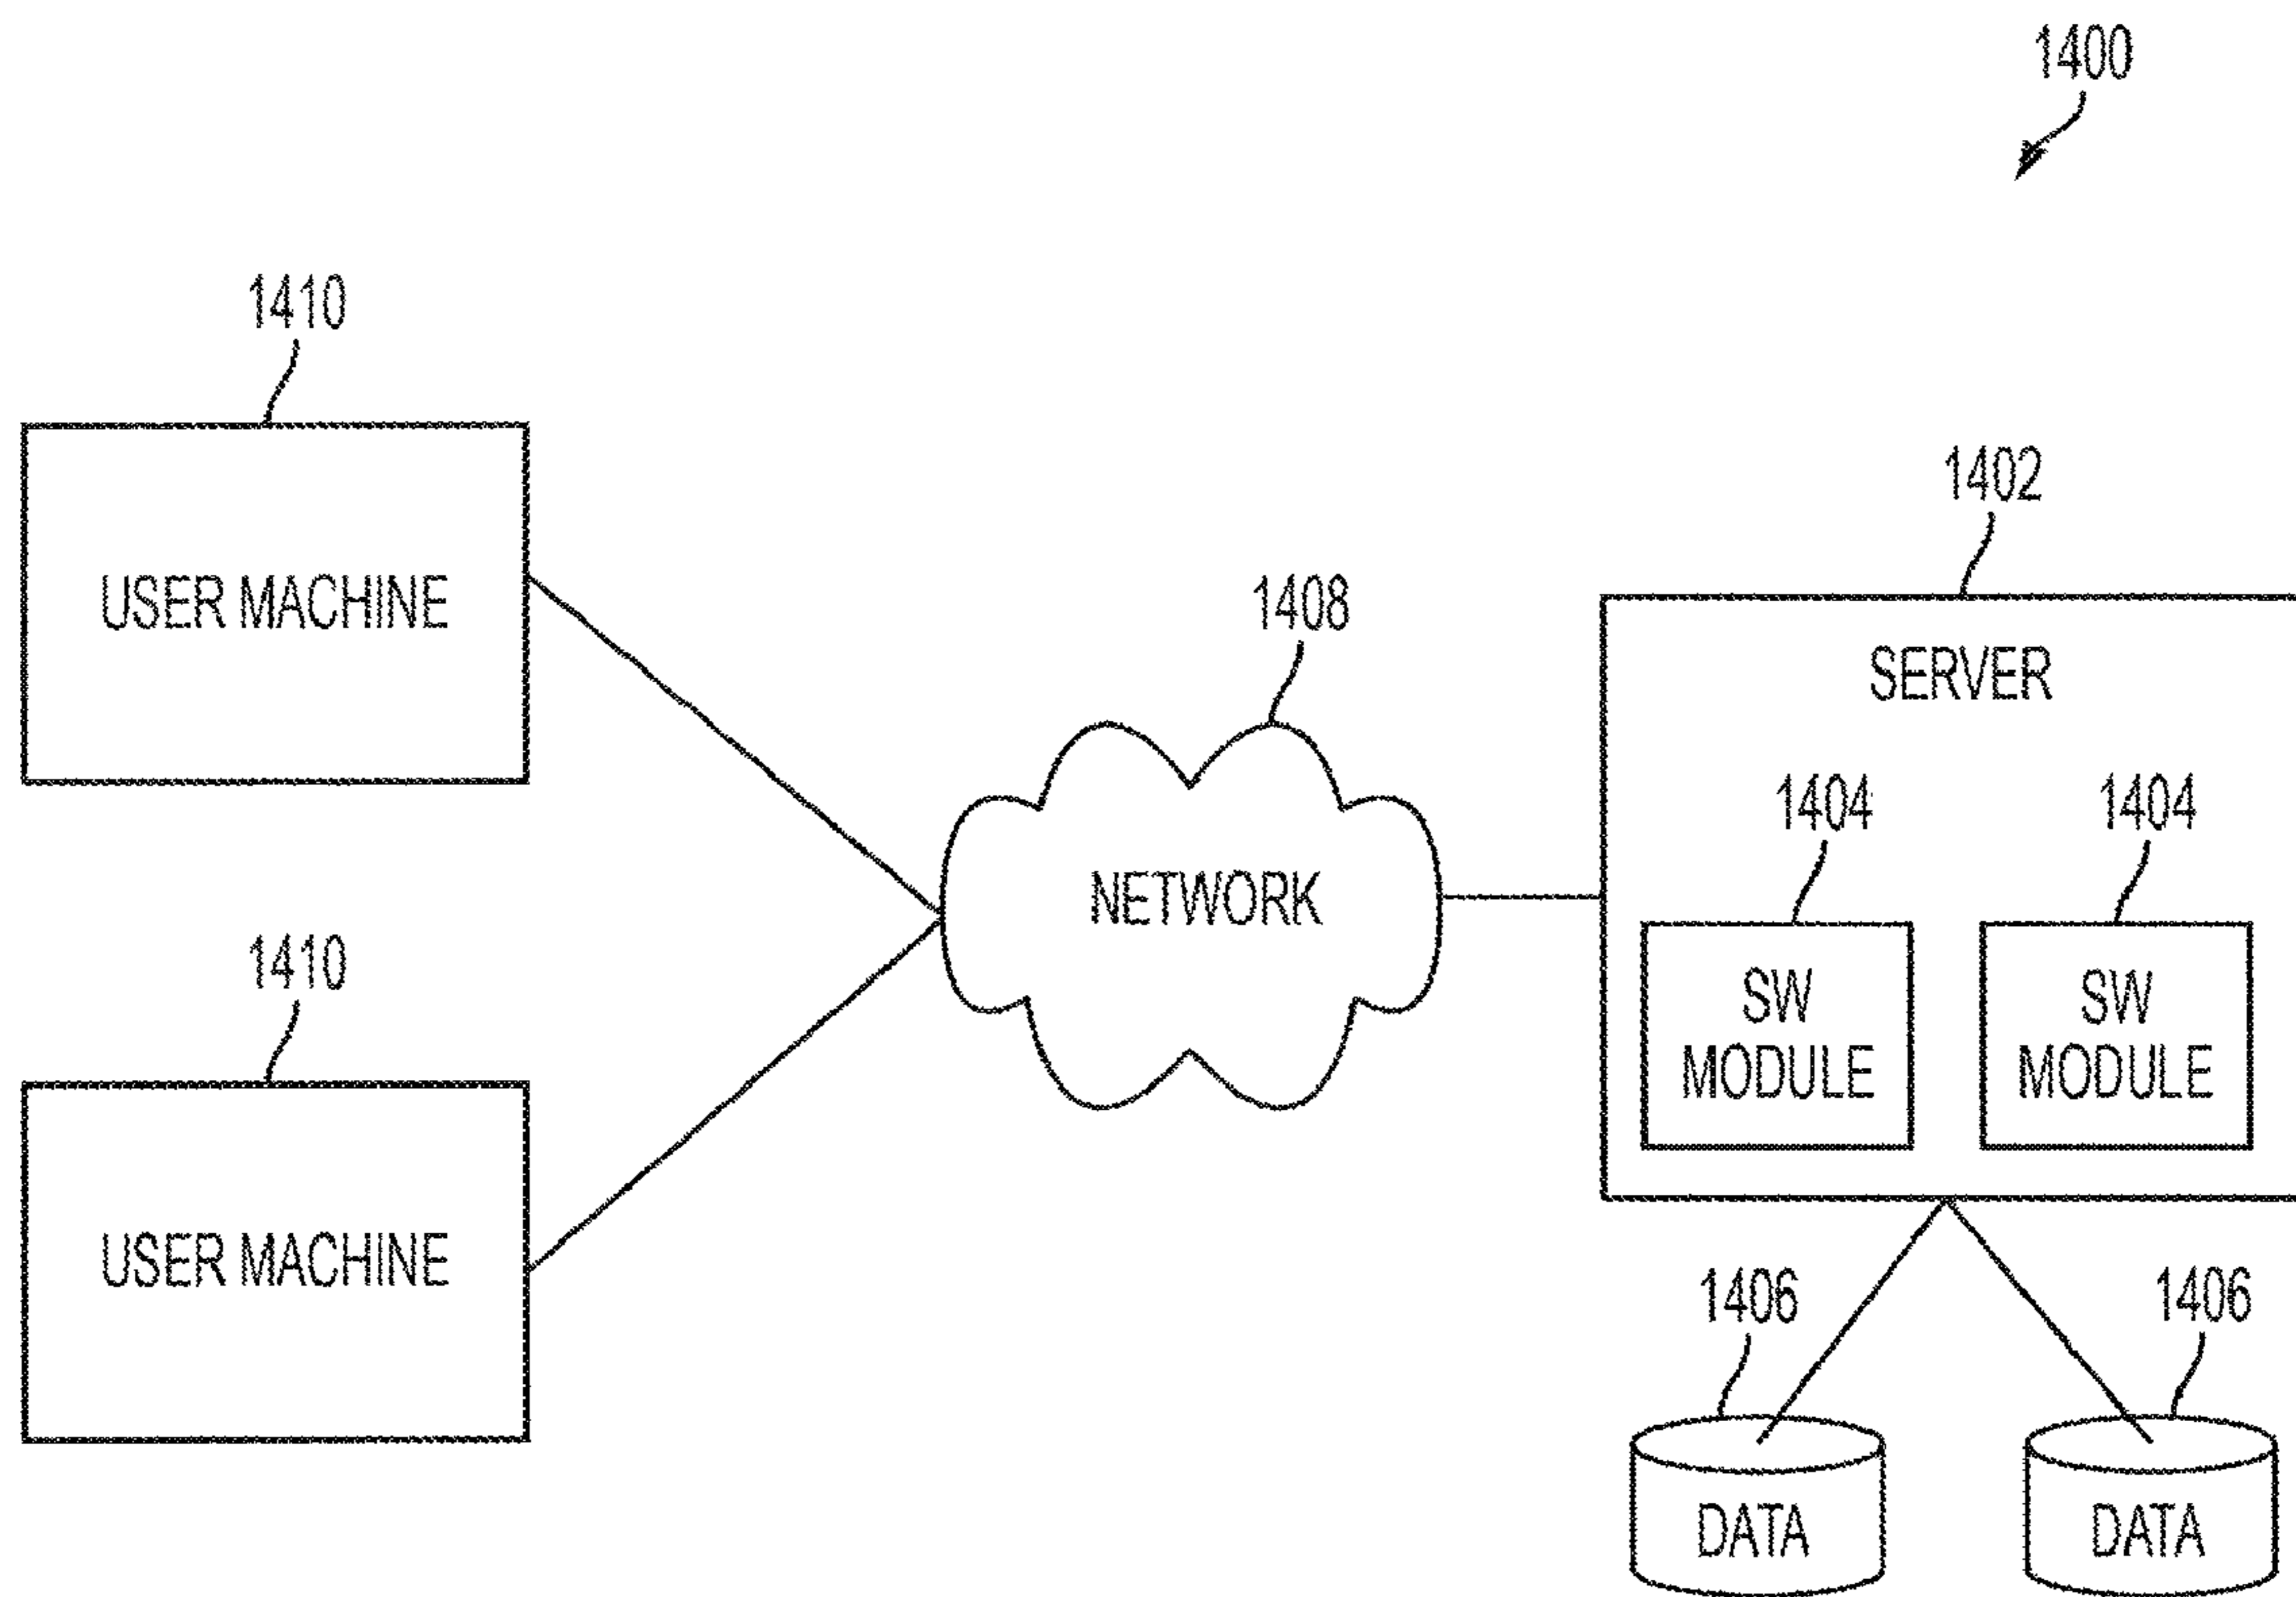 1400
1410
USER MACHINE
1402
1408
SERVER
1404 1404
NETWORK
SW
MODULE
SW
MODULE
1410
USER MACHINE
1406 1406
DATA DATA